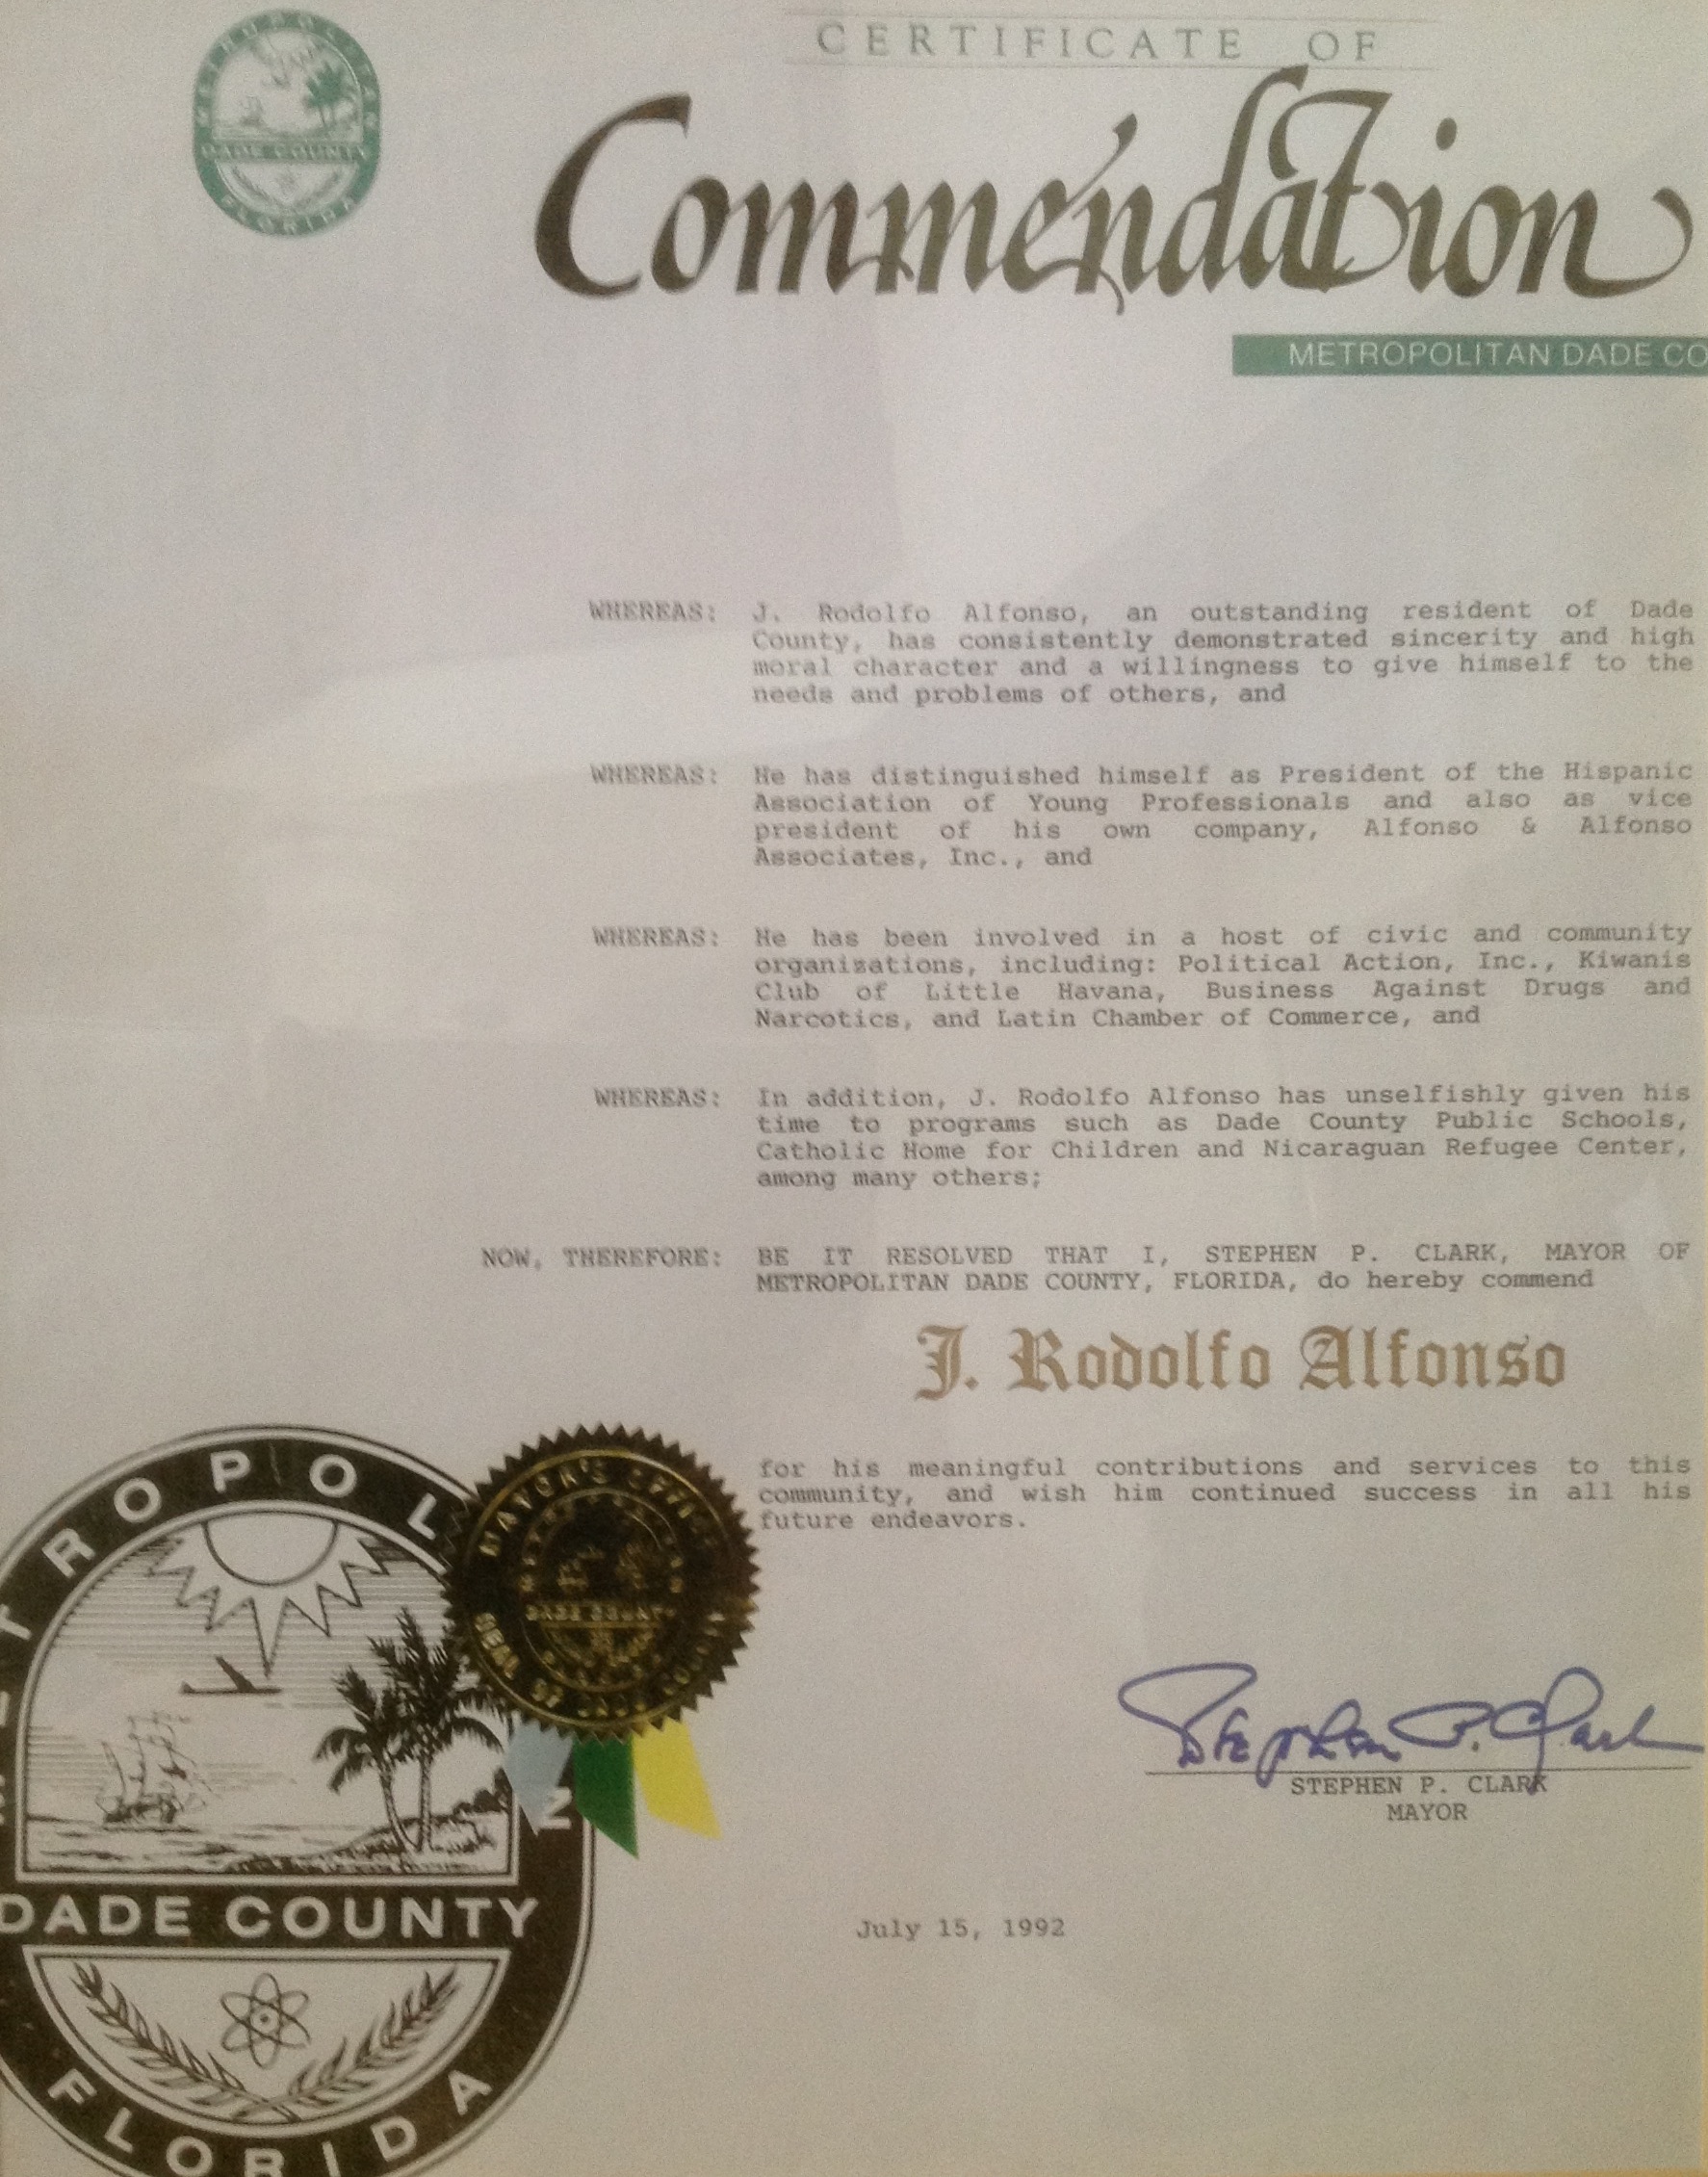 CERTIFICATE OF
Commendation
METROPOLITAN DADE CO
DADE COUNTY
FLORIDA
WHEREAS: J. Rodolfo Alfonso, an outstanding resident of Dade
County, has consistently demonstrated sincerity and high
moral character and a willingness to give himself to the
needs and problems of others, and
WHEREAS: He has distinguished himself as President of the Hispanic
Association of Young Professionals and also as vice
president of his own company, Alfonso & Alfonso
Associates, Inc., and
WHEREAS: He has been involved in a host of civic and community
organizations, including: Political Action, Inc., Kiwanis
Club of Little Havana, Business Against Drugs and
Narcotics, and Latin Chamber of Commerce, and
WHEREAS: In addition, J. Rodolfo Alfonso has unselfishly given his
time to programs such as Dade County Public Schools,
Catholic Home for Children and Nicaraguan Refugee Center,
among many others;
NOW, THEREFORE: BE IT RESOLVED THAT I, STEPHEN P. CLARK, MAYOR OF
METROPOLITAN DADE COUNTY, FLORIDA, do hereby commend
J. Rodolfo Alfonso
for his meaningful contributions and services to this
community, and wish him continued success in all his
future endeavors.
MAYOR'S OFFICE
DADE COUNTY
Stephen P. Clark
STEPHEN P. CLARK
MAYOR
July 15, 1992
TROPOL
DADE COUNTY
FLORIDA